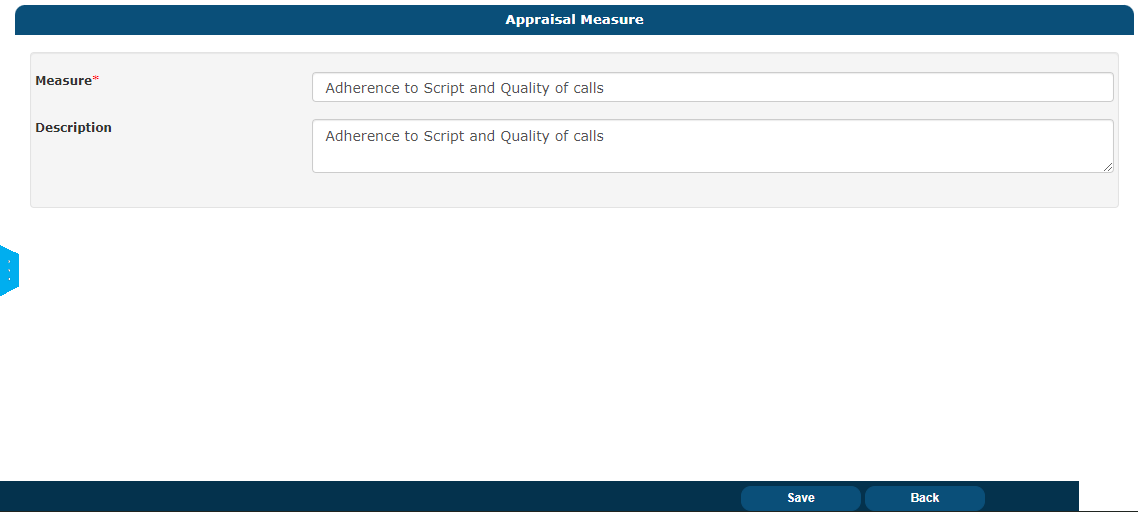 Appraisal Measure
Measure*
Adherence to Script and Quality of calls
Description
Adherence to Script and Quality of calls
Save
Back